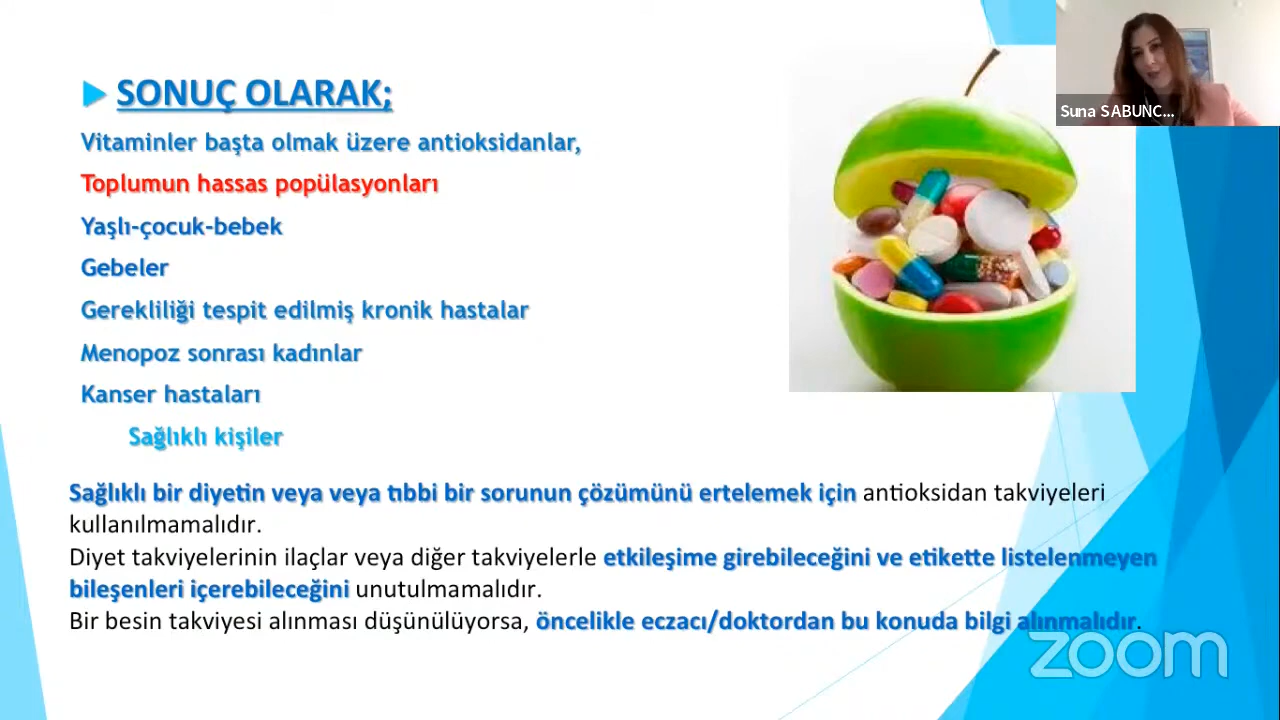 SONUÇ OLARAK;
Vitaminler başta olmak üzere antioksidanlar,
Toplumun hassas popülasyonları
Yaşlı-çocuk-bebek
Gebeler
Gerekliliği tespit edilmiş kronik hastalar
Menopoz sonrası kadınlar
Kanser hastaları
Sağlıklı kişiler
Sağlıklı bir diyetin veya veya tıbbi bir sorunun çözümünü ertelemek için antioksidan takviyeleri
kullanılmamalıdır.
Diyet takviyelerinin ilaçlar veya diğer takviyelerle etkileşime girebileceğini ve etikette listelenmeyen
bileşenleri içerebileceğini unutulmamalıdır.
Bir besin takviyesi alınması düşünülüyorsa, öncelikle eczacı/doktordan bu konuda bilgi alınmalıdır.
Suna SABUNC...
zoom